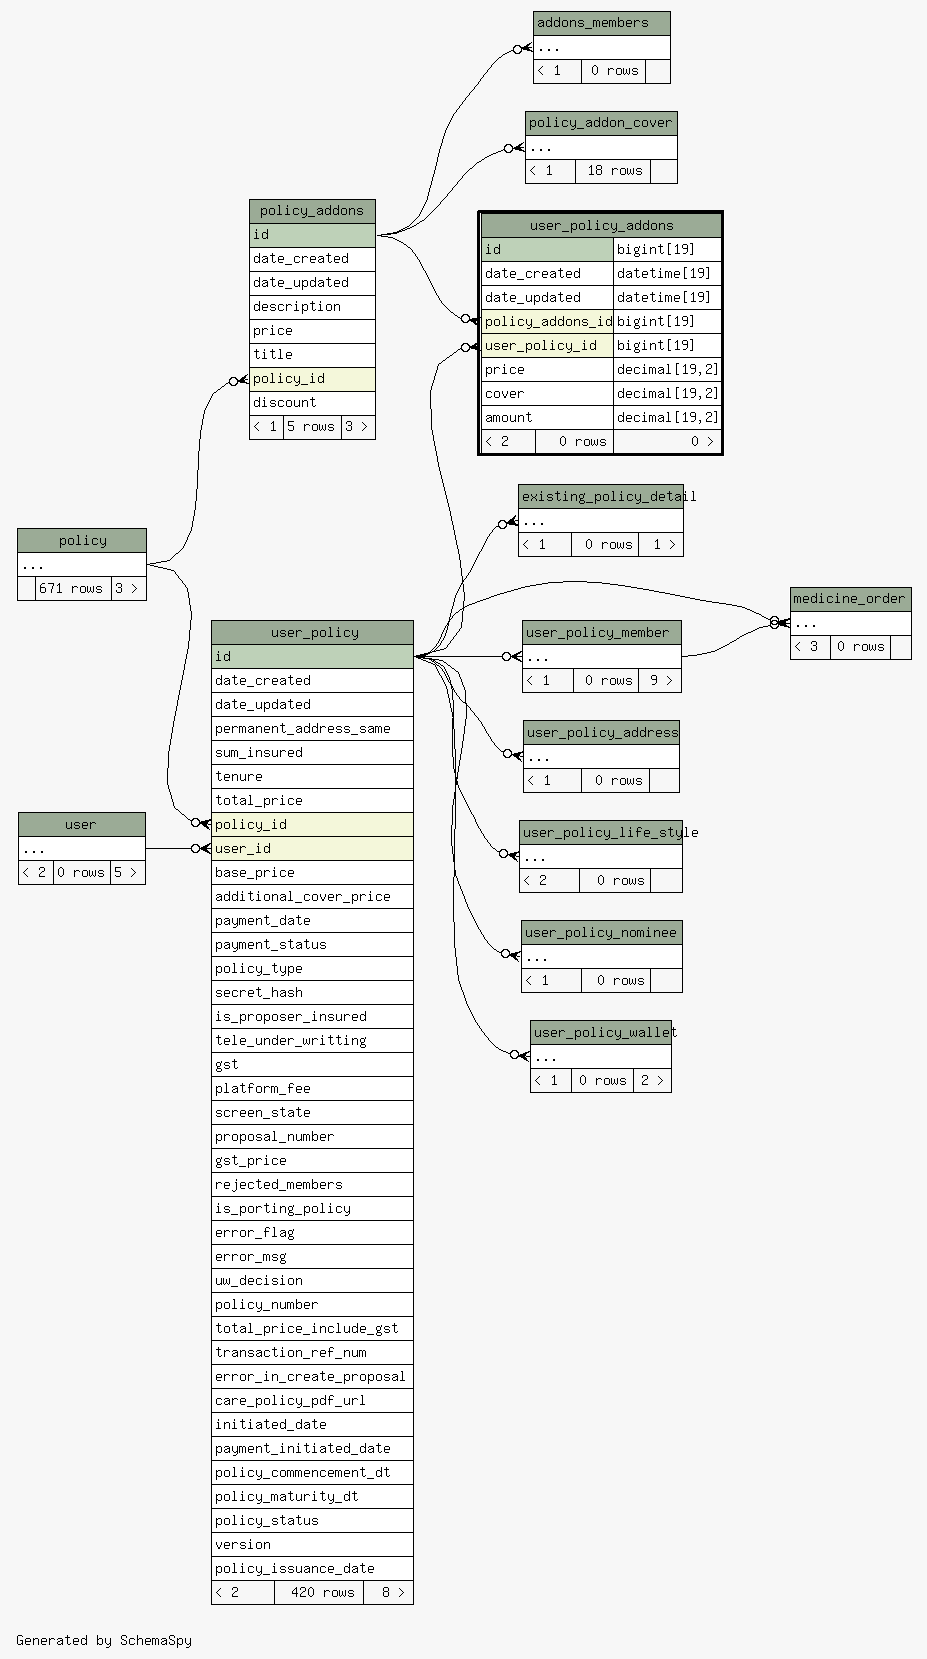 addons_members
...
< 1 0 rows
policy_addon_cover
...
< 1 18 rows
policy_addons
id
date_created
date_updated
description
price
title
policy_id
discount
< 1 5 rows 3 >
user_policy_addons
id bigint[19]
date_created datetime[19]
date_updated datetime[19]
policy_addons_id bigint[19]
user_policy_id bigint[19]
price decimal[19,2]
cover decimal[19,2]
amount decimal[19,2]
< 2 0 rows 0 >
existing_policy_detail
...
< 1 0 rows 1 >
policy
...
671 rows 3 >
medicine_order
...
< 3 0 rows
user_policy_member
...
< 1 0 rows 9 >
user_policy_address
...
< 1 0 rows
user
...
< 2 0 rows 5 >
user_policy_life_style
...
< 2 0 rows
user_policy_nominee
...
< 1 0 rows
user_policy_wallet
...
< 1 0 rows 2 >
user_policy
id
date_created
date_updated
permanent_address_same
sum_insured
tenure
total_price
policy_id
user_id
base_price
additional_cover_price
payment_date
payment_status
policy_type
secret_hash
is_proposer_insured
tele_under_writting
gst
platform_fee
screen_state
proposal_number
gst_price
rejected_members
is_porting_policy
error_flag
error_msg
uw_decision
policy_number
total_price_include_gst
transaction_ref_num
error_in_create_proposal
care_policy_pdf_url
initiated_date
payment_initiated_date
policy_commencement_dt
policy_maturity_dt
policy_status
version
policy_issuance_date
< 2 420 rows 8 >
Generated by SchemaSpy